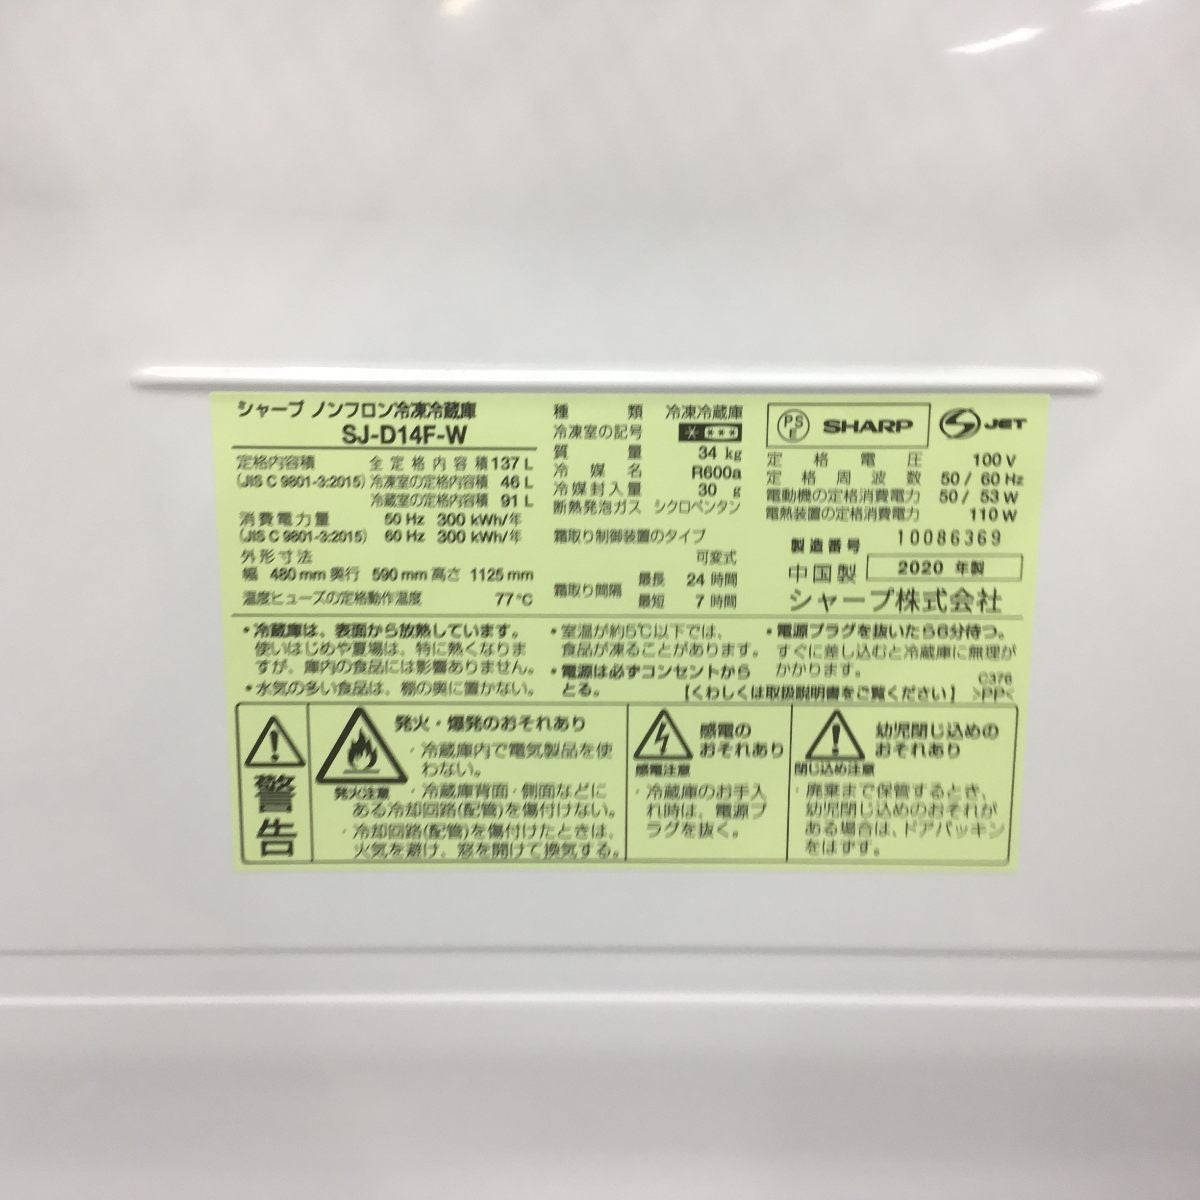 シャープ ノンフロン冷凍冷蔵庫
SJ-D14F-W
定格内容積 全定格内容積 137 L
(JIS C 9801-3:2015) 冷凍室の定格内容積 46 L
冷蔵室の定格内容積 91 L
消費電力量 50 Hz 300 kWh/年
(JIS C 9801-3:2015) 60 Hz 300 kWh/年
外形寸法
幅 480 mm 奥行 590 mm 高さ 1125 mm
温度ヒューズの定格動作温度 77℃
種類 冷凍冷蔵庫
冷凍室の記号
質量 34 kg
冷媒名 R600a
冷媒封入量 30 g
断熱発泡ガス シクロペンタン
霜取り制御装置のタイプ
可変式
霜取り間隔 最長 24 時間
最短 7 時間
PSE SHARP JET
定格電圧 100 V
定格周波数 50 / 60 Hz
電動機の定格消費電力 50 / 53 W
電熱装置の定格消費電力 110 W
製造番号 10086369
中国製 2020 年製
シャープ株式会社
・冷蔵庫は、表面から放熱しています。
使いはじめや夏場は、特に熱くなりま
すが、庫内の食品には影響ありません。
・水気の多い食品は、棚の奥に置かない。
・室温が約5℃以下では、
食品が凍ることがあります。
・電源は必ずコンセントから
とる。
・電源プラグを抜いたら6分待つ。
すぐに差し込むと冷蔵庫に無理が
かかります。
C376
【くわしくは取扱説明書をご覧ください】 >PP<
警告
発火・爆発のおそれあり
発火注意
・冷蔵庫内で電気製品を使
わない。
・冷蔵庫背面・側面などに
ある冷却回路(配管)を傷付けない。
・冷却回路(配管)を傷付けたときは、
火気を避け、窓を開けて換気する。
感電の
おそれあり
感電注意
・冷蔵庫のお手入
れ時は、電源プ
ラグを抜く。
幼児閉じ込めの
おそれあり
閉じ込め注意
・廃棄まで保管するとき、
幼児閉じ込めのおそれが
ある場合は、ドアパッキン
をはずす。